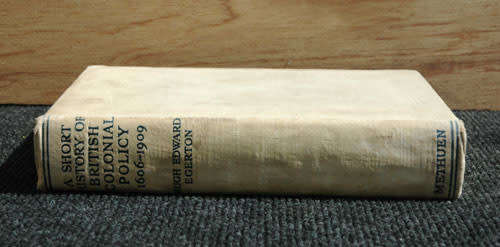 A SHORT
HISTORY OF
BRITISH
COLONIAL
POLICY
1606-1909
HUGH EDWARD
EGERTON
METHUEN